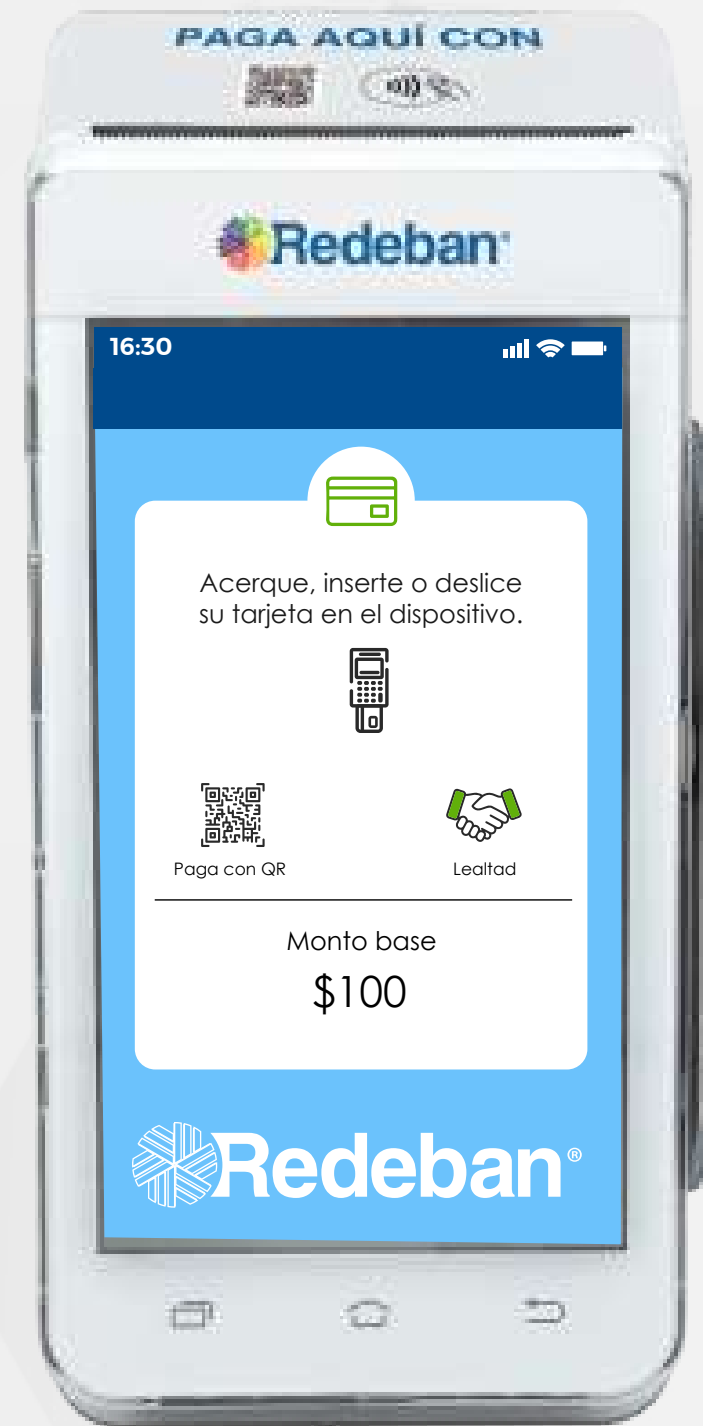 PAGA AQUÍ CON
Redeban
16:30
Acerque, inserte o deslice
su tarjeta en el dispositivo.
Paga con QR
Lealtad
Monto base
$100
Redeban®